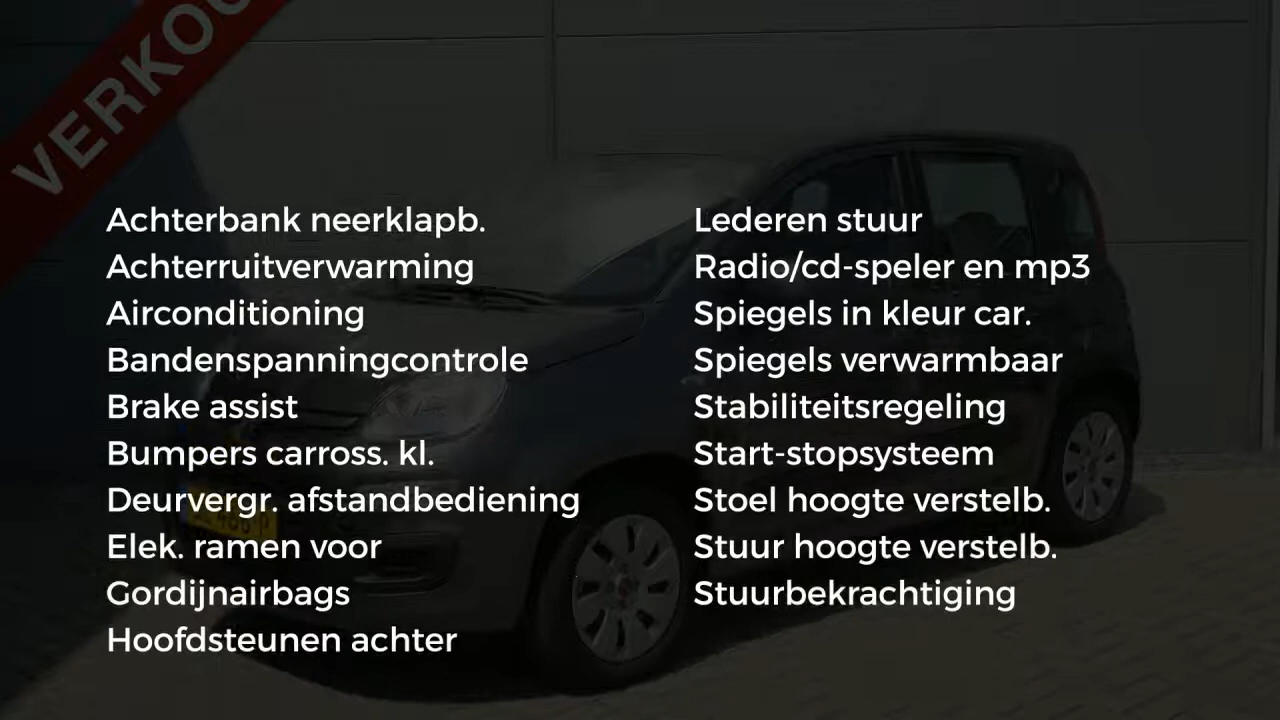 VERKO
Achterbank neerklapb.
Achterruitverwarming
Airconditioning
Bandenspanningcontrole
Brake assist
Bumpers carross. kl.
Deurvergr. afstandbediening
Elek. ramen voor
Gordijnairbags
Hoofdsteunen achter
Lederen stuur
Radio/cd-speler en mp3
Spiegels in kleur car.
Spiegels verwarmbaar
Stabiliteitsregeling
Start-stopsysteem
Stoel hoogte verstelb.
Stuur hoogte verstelb.
Stuurbekrachtiging